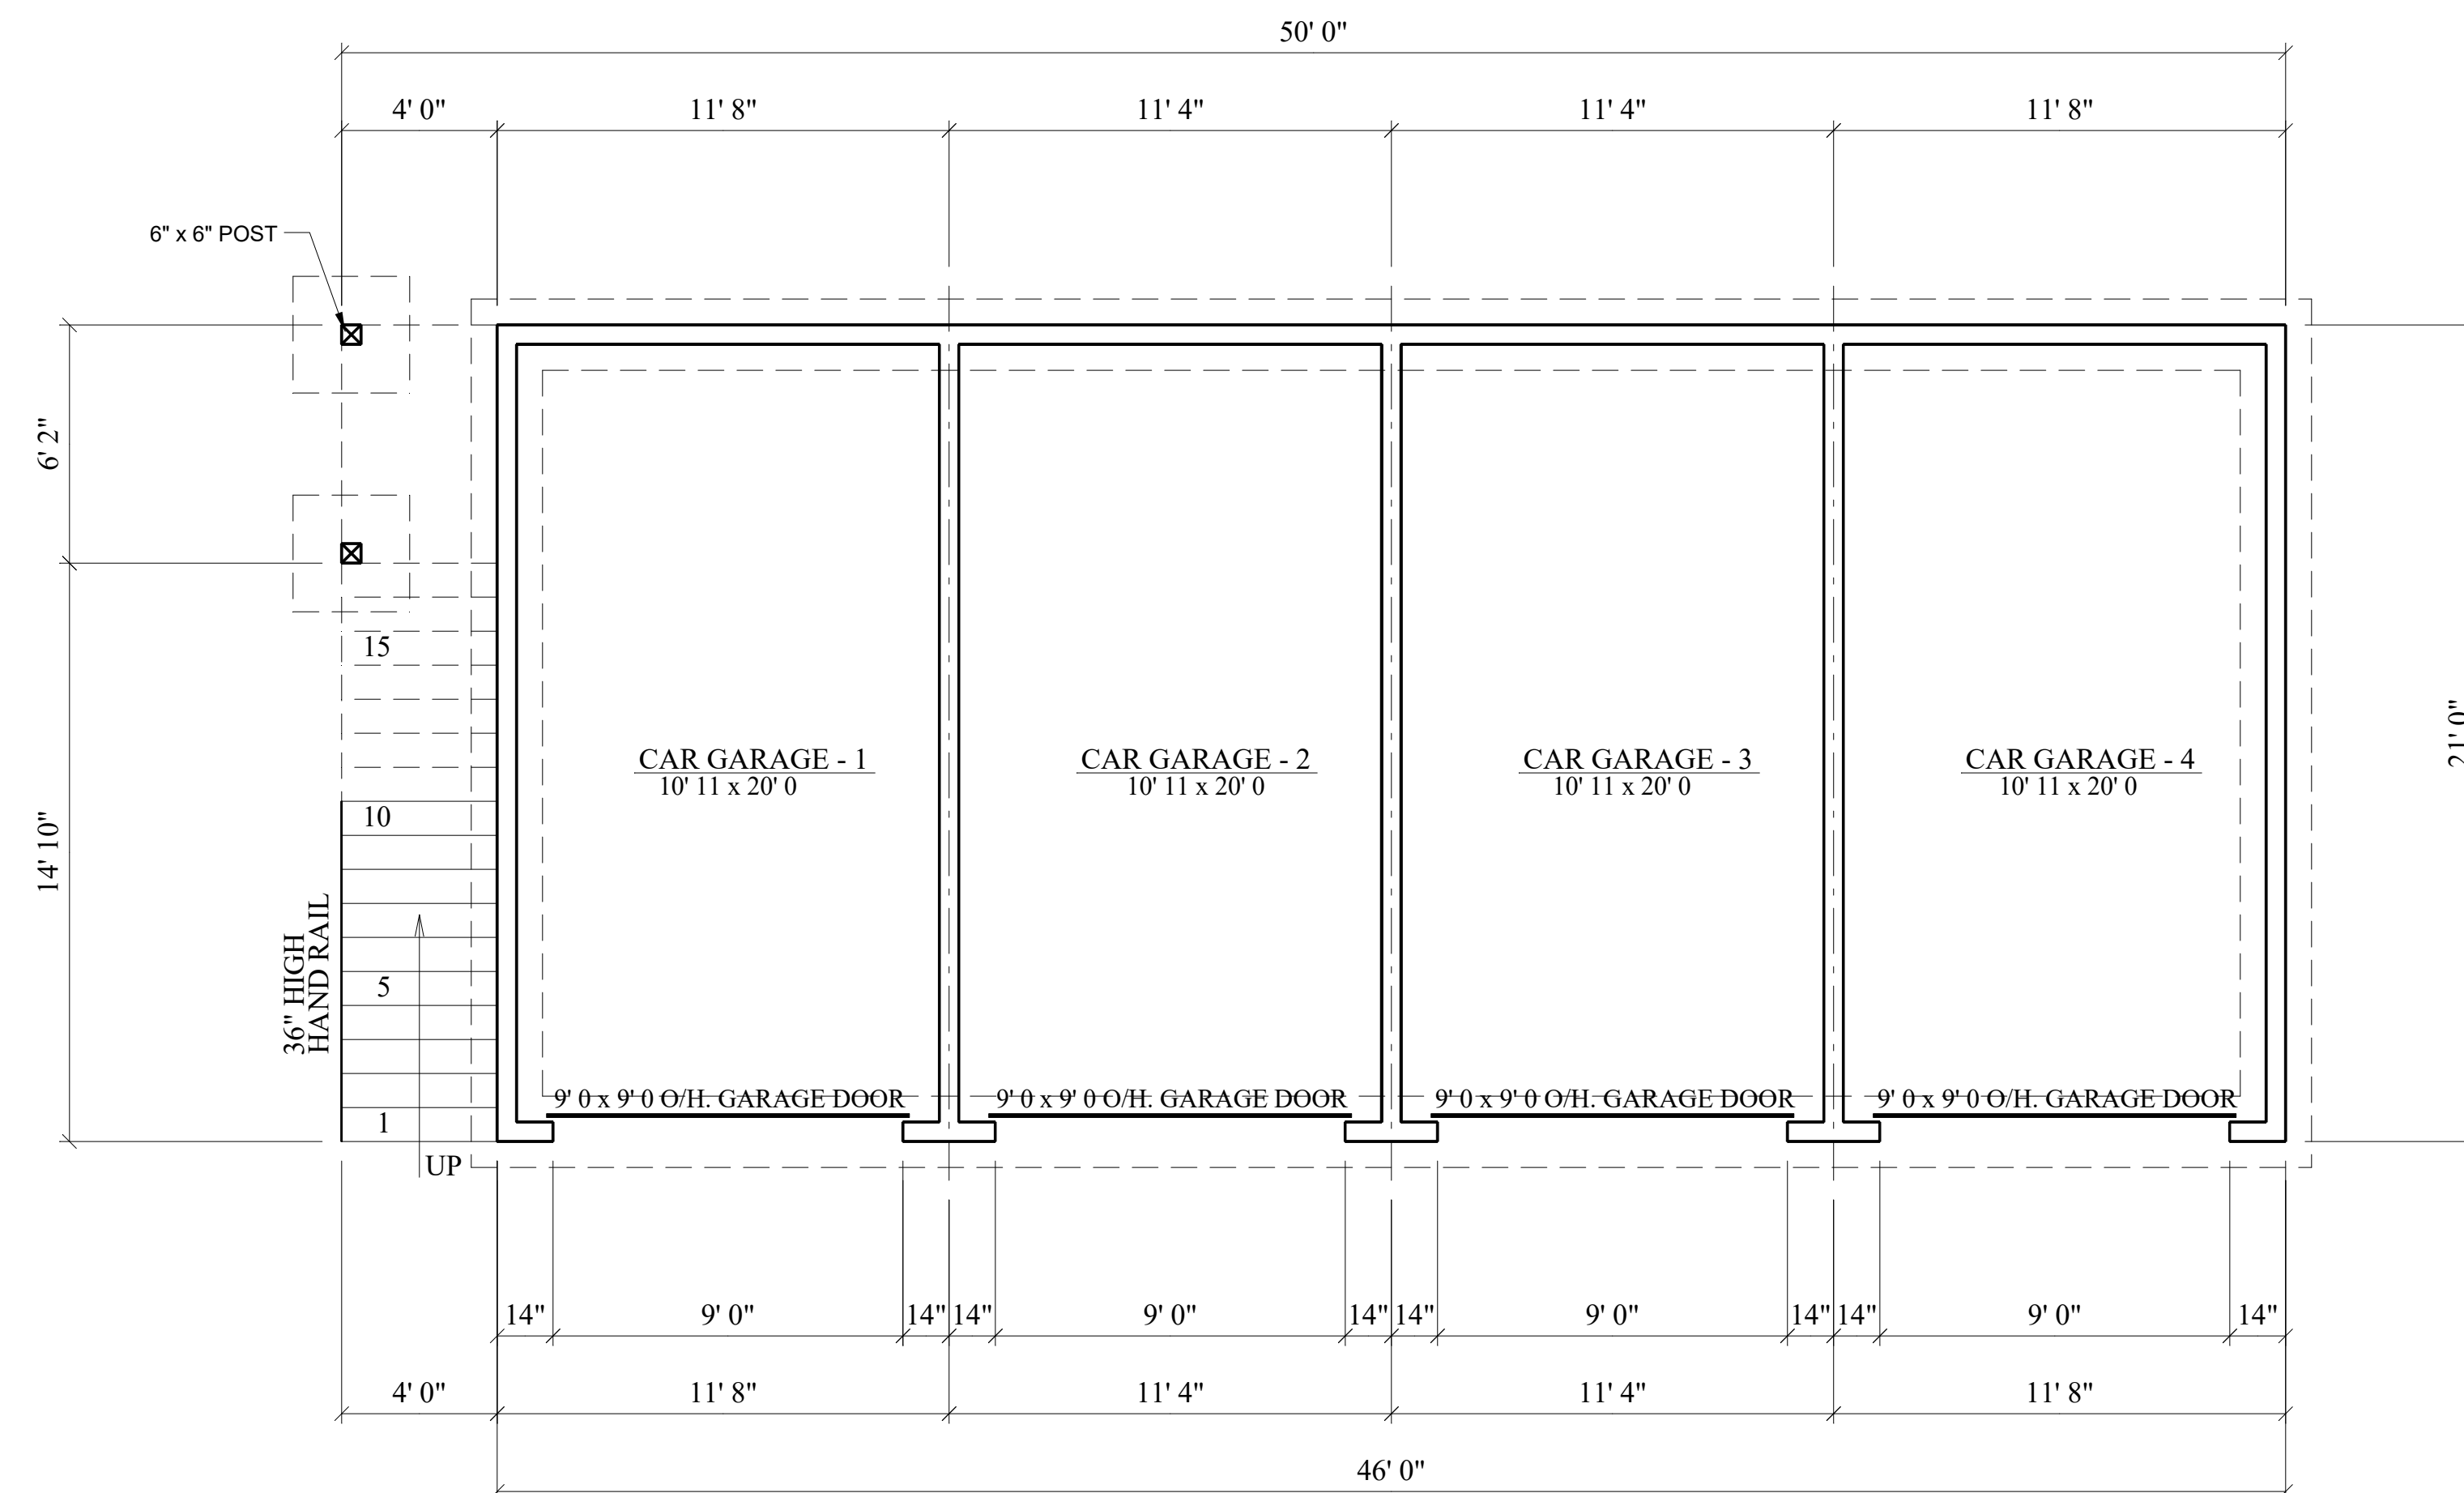 50' 0"
4' 0"
11' 8"
11' 4"
11' 4"
11' 8"
6" x 6" POST
6' 2"
14' 10"
21' 0"
15
10
5
1
36" HIGH
HAND RAIL
UP
CAR GARAGE - 1
10' 11 x 20' 0
CAR GARAGE - 2
10' 11 x 20' 0
CAR GARAGE - 3
10' 11 x 20' 0
CAR GARAGE - 4
10' 11 x 20' 0
9' 0 x 9' 0 O/H. GARAGE DOOR
9' 0 x 9' 0 O/H. GARAGE DOOR
9' 0 x 9' 0 O/H. GARAGE DOOR
9' 0 x 9' 0 O/H. GARAGE DOOR
14"
9' 0"
14"
14"
9' 0"
14"
14"
9' 0"
14"
14"
9' 0"
14"
4' 0"
11' 8"
11' 4"
11' 4"
11' 8"
46' 0"